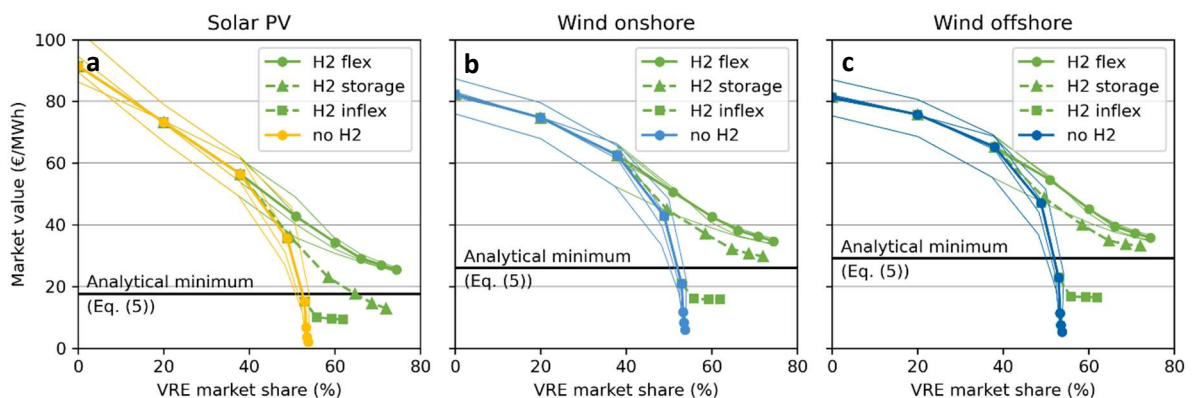 Solar PV
Wind onshore
Wind offshore
Market value (€/MWh)
100
80
60
40
20
0
a
H2 flex
H2 storage
H2 inflex
no H2
Analytical minimum
(Eq. (5))
0
20
40
60
80
VRE market share (%)
b
H2 flex
H2 storage
H2 inflex
no H2
Analytical minimum
(Eq. (5))
0
20
40
60
80
VRE market share (%)
c
H2 flex
H2 storage
H2 inflex
no H2
Analytical minimum
(Eq. (5))
0
20
40
60
80
VRE market share (%)